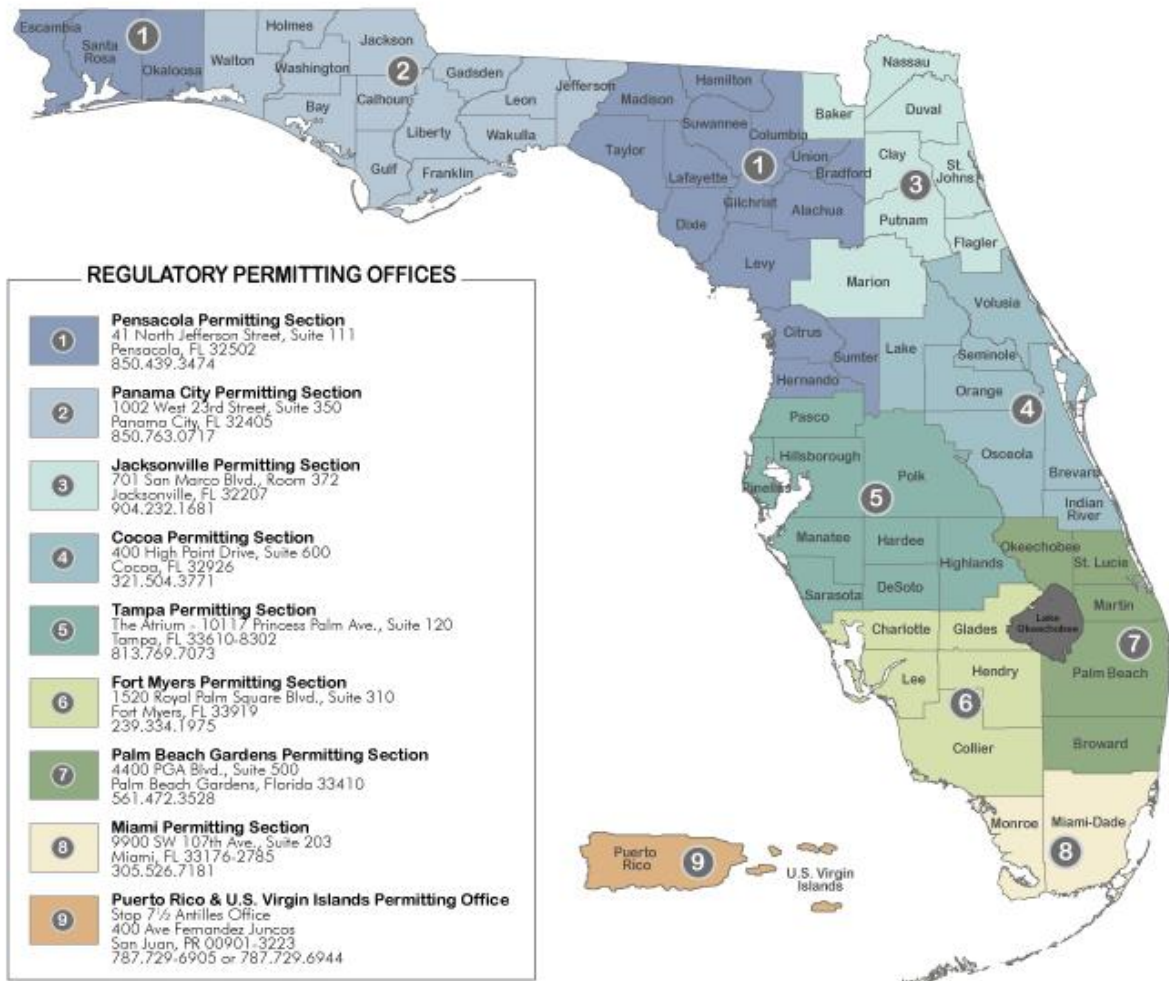 Escambia
Santa
Rosa
1
Okaloosa
Walton
Holmes
Washington
Bay
Jackson
2
Calhoun
Gulf
Liberty
Franklin
Gadsden
Leon
Wakulla
Jefferson
Madison
Taylor
Hamilton
Suwannee
Lafayette
Dixie
Columbia
1
Gilchrist
Union
Bradford
Alachua
Levy
Baker
Nassau
Duval
Clay
St.
Johns
3
Putnam
Flagler
Marion
Citrus
Sumter
Hernando
Lake
Volusia
Seminole
Orange
4
Osceola
Brevard
Indian
River
Pasco
Hillsborough
Pinellas
Polk
5
Manatee
Hardee
Highlands
Sarasota
DeSoto
Okeechobee
St. Lucie
Martin
Lake
Okeechobee
7
Palm Beach
Broward
Charlotte
Glades
Lee
Hendry
6
Collier
Monroe
Miami-Dade
8
Puerto
Rico
9
U.S. Virgin
Islands
REGULATORY PERMITTING OFFICES
1
Pensacola Permitting Section
41 North Jefferson Street, Suite 111
Pensacola, FL 32502
850.439.3474
2
Panama City Permitting Section
1002 West 23rd Street, Suite 350
Panama City, FL 32405
850.763.0717
3
Jacksonville Permitting Section
701 San Marco Blvd., Room 372
Jacksonville, FL 32207
904.232.1681
4
Cocoa Permitting Section
400 High Point Drive, Suite 600
Cocoa, FL 32926
321.504.3771
5
Tampa Permitting Section
The Atrium - 10117 Princess Palm Ave., Suite 120
Tampa, FL 33610-8302
813.769.7073
6
Fort Myers Permitting Section
1520 Royal Palm Square Blvd., Suite 310
Fort Myers, FL 33919
239.334.1975
7
Palm Beach Gardens Permitting Section
4400 PGA Blvd., Suite 500
Palm Beach Gardens, Florida 33410
561.472.3528
8
Miami Permitting Section
9900 SW 107th Ave., Suite 203
Miami, FL 33176-2785
305.526.7181
9
Puerto Rico & U.S. Virgin Islands Permitting Office
Stop 7½ Antilles Office
400 Ave Fernandez Juncos
San Juan, PR 00901-3223
787.729-6905 or 787.729.6944